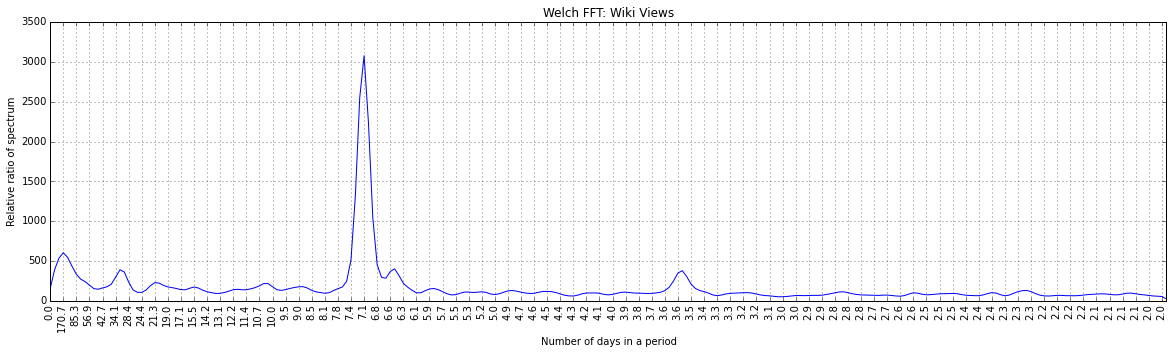 Welch FFT: Wiki Views
Relative ratio of spectrum
3500
3000
2500
2000
1500
1000
500
0
0.0 170.7 85.3 56.9 42.7 34.1 28.4 24.4 21.3 19.0 17.1 15.5 14.2 13.1 12.2 11.4 10.7 10.0 9.5 9.0 8.5 8.1 7.8 7.4 7.1 6.8 6.6 6.3 6.1 5.9 5.7 5.5 5.3 5.2 5.0 4.9 4.7 4.6 4.5 4.4 4.3 4.2 4.1 4.0 3.9 3.8 3.7 3.6 3.6 3.5 3.4 3.3 3.3 3.2 3.2 3.1 3.0 3.0 2.9 2.9 2.8 2.8 2.8 2.7 2.7 2.6 2.6 2.5 2.5 2.5 2.4 2.4 2.4 2.3 2.3 2.3 2.2 2.2 2.2 2.2 2.1 2.1 2.1 2.1 2.0 2.0
Number of days in a period